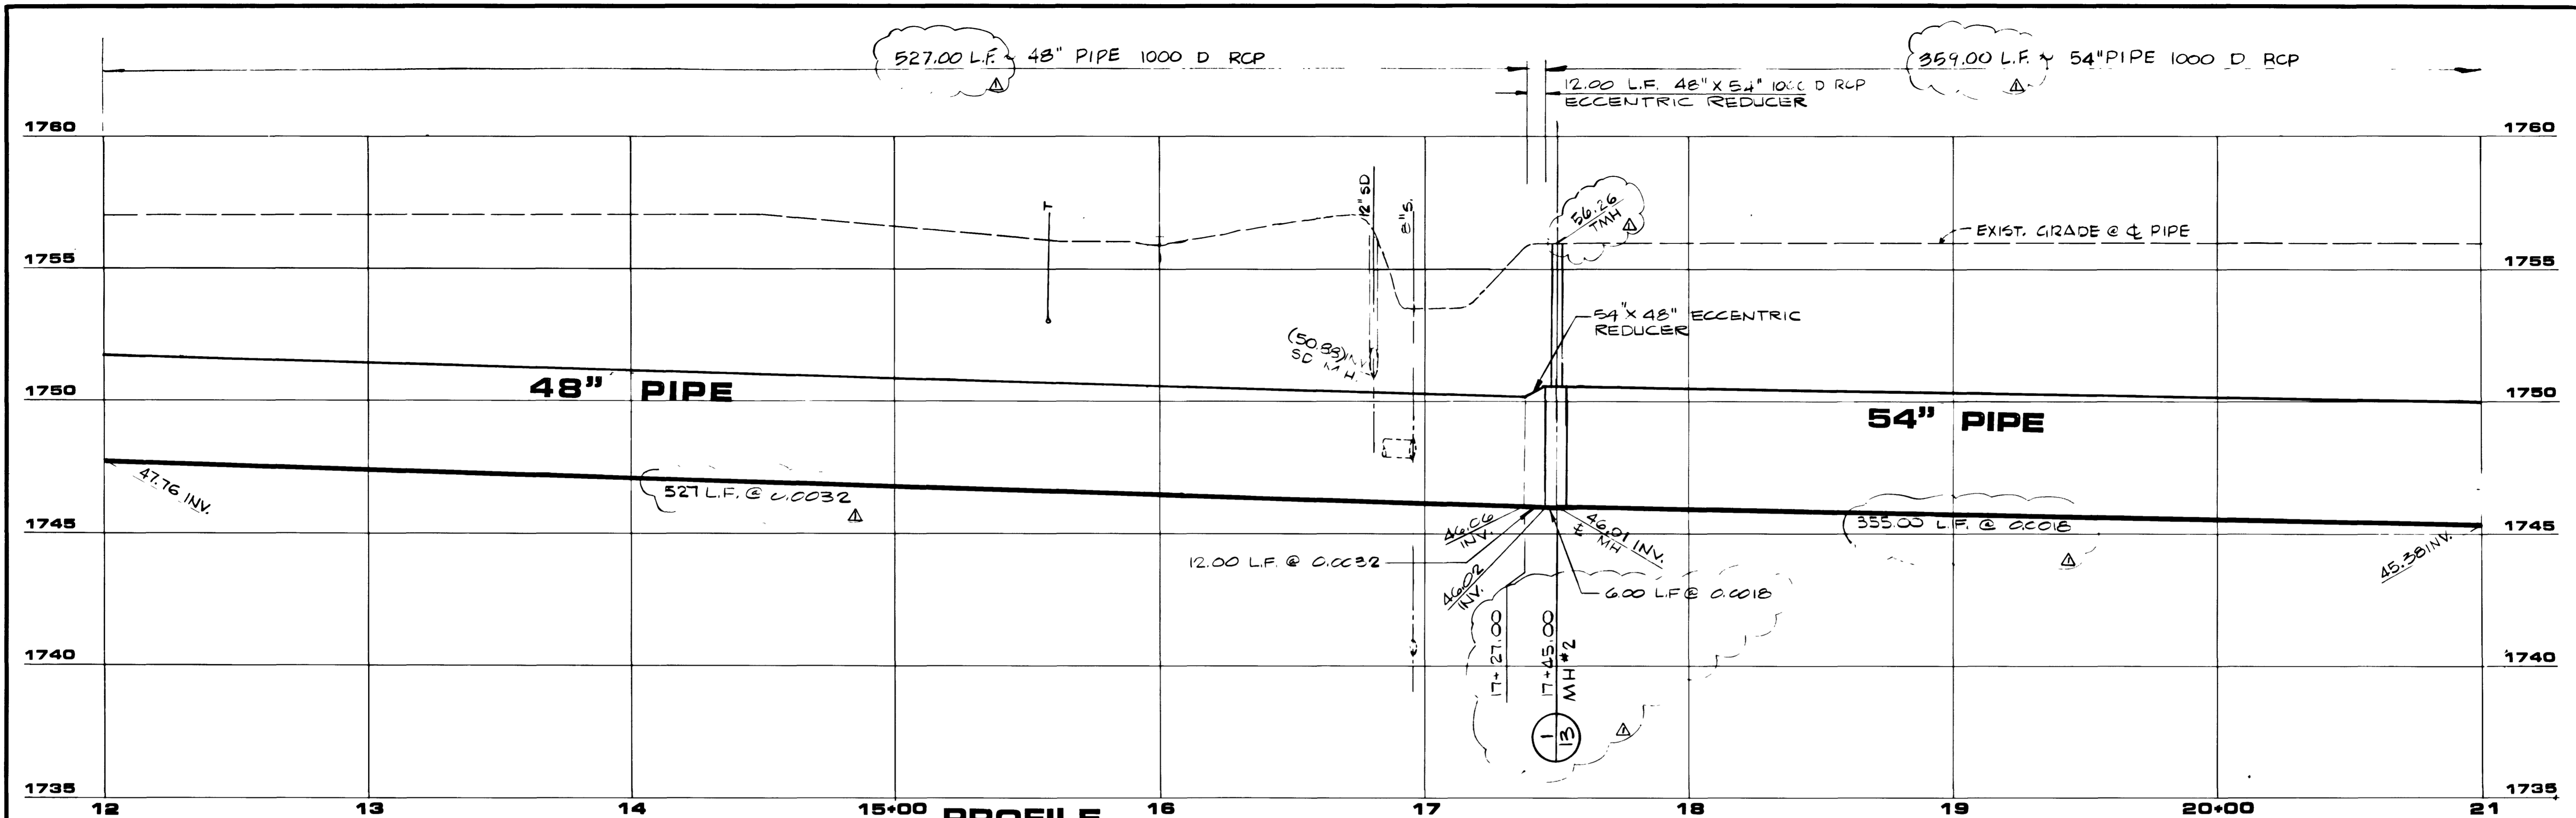 527.00 L.F. ~ 48" PIPE 1000 D RCP
359.00 L.F. ~ 54" PIPE 1000 D RCP
12.00 L.F. 48" X 54" 1000 D RCP
ECCENTRIC REDUCER
1760
1760
T
12" SD
8" S.
56.26
TMH
EXIST. GRADE @ ℄ PIPE
1755
1755
54" X 48" ECCENTRIC
REDUCER
(50.88) INV
SD M.H.
48” PIPE
1750
1750
54” PIPE
47.76 INV.
527 L.F. @ 0.0032
46.06
INV.
46.01 INV.
℄ MH
355.00 L.F. @ 0.0018
1745
1745
45.38 INV.
12.00 L.F. @ 0.0032
46.02
INV.
6.00 L.F @ 0.0018
17+27.00
17+45.00
MH #2
1740
1740
1
13
1735
1735
12
13
14
15+00
16
17
18
19
20+00
21
PROFILE